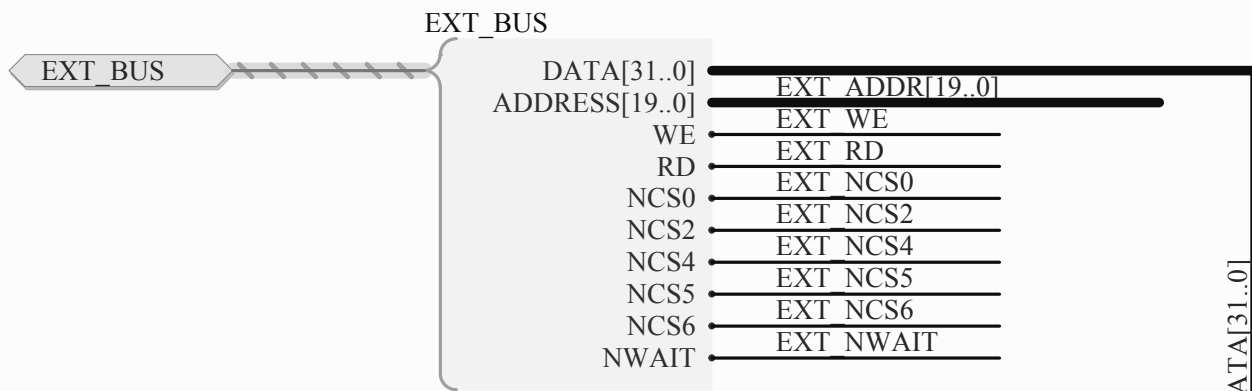 EXT_BUS
EXT_BUS
DATA[31..0]
ADDRESS[19..0] EXT_ADDR[19..0]
WE EXT_WE
RD EXT_RD
NCS0 EXT_NCS0
NCS2 EXT_NCS2
NCS4 EXT_NCS4
NCS5 EXT_NCS5
NCS6 EXT_NCS6
NWAIT EXT_NWAIT
ATA[31..0]